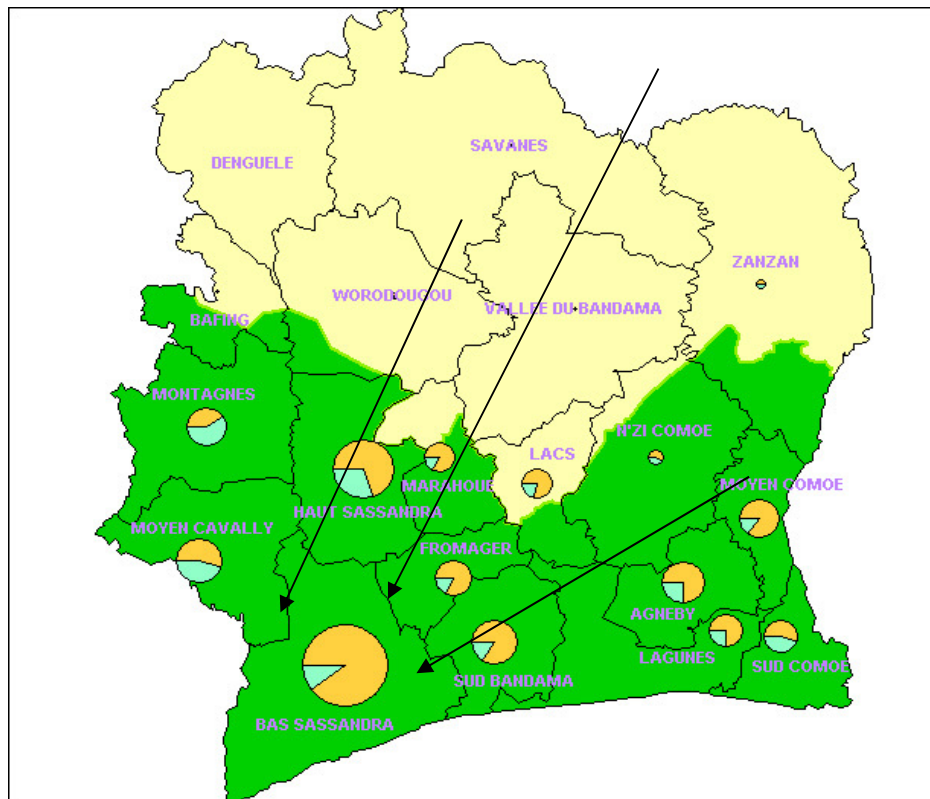 DENGUELE
SAVANES
ZANZAN
WORODOUGOU
VALLEE DU BANDAMA
BAFING
MONTAGNES
N'ZI COMOE
LACS
MARAHOUE
MOYEN COMOE
HAUT SASSANDRA
MOYEN CAVALLY
FROMAGER
AGNEBY
LAGUNES
SUD COMOE
SUD BANDAMA
BAS SASSANDRA